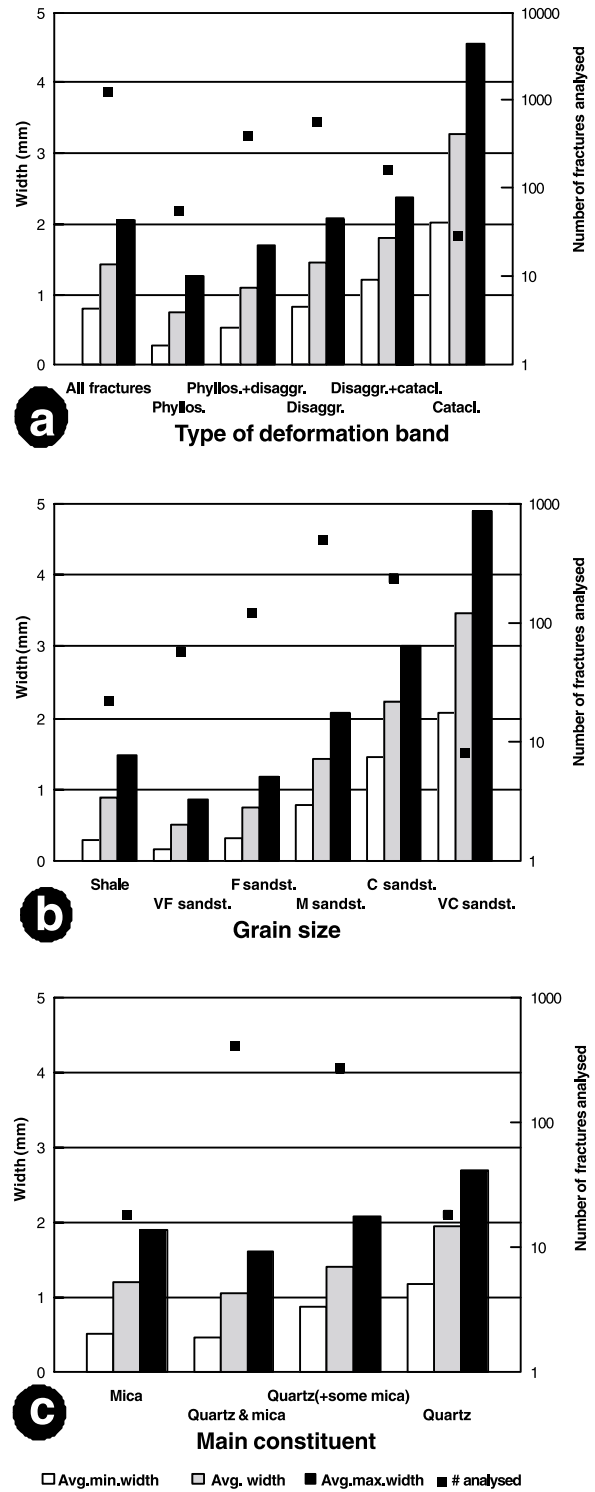 5
4
3
2
1
0
Width (mm)
10000
1000
100
10
1
Number of fractures analysed
All fractures Phyllos.+disaggr. Disaggr.+catacl.
Phyllos. Disaggr. Catacl.
a
Type of deformation band
5
4
3
2
1
0
Width (mm)
1000
100
10
1
Number of fractures analysed
Shale F sandst. C sandst.
VF sandst. M sandst. VC sandst.
b
Grain size
5
4
3
2
1
0
Width (mm)
1000
100
10
1
Number of fractures analysed
Mica Quartz(+some mica)
Quartz & mica Quartz
c
Main constituent
Avg.min.width Avg. width Avg.max.width # analysed